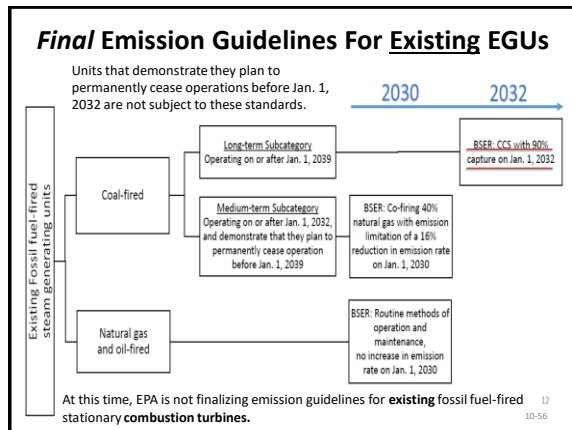 Final Emission Guidelines For Existing EGUs
Units that demonstrate they plan to
permanently cease operations before Jan. 1,
2032 are not subject to these standards.
2030
2032
Existing Fossil fuel-fired
steam generating units
Coal-fired
Long-term Subcategory
Operating on or after Jan. 1, 2039
BSER: CCS with 90%
capture on Jan. 1, 2032
Medium-term Subcategory
Operating on or after Jan. 1, 2032,
and demonstrate that they plan to
permanently cease operation
before Jan. 1, 2039
BSER: Co-firing 40%
natural gas with emission
limitation of a 16%
reduction in emission rate
on Jan. 1, 2030
Natural gas
and oil-fired
BSER: Routine methods of
operation and
maintenance,
no increase in emission
rate on Jan. 1, 2030
At this time, EPA is not finalizing emission guidelines for existing fossil fuel-fired
stationary combustion turbines.
12
10-56